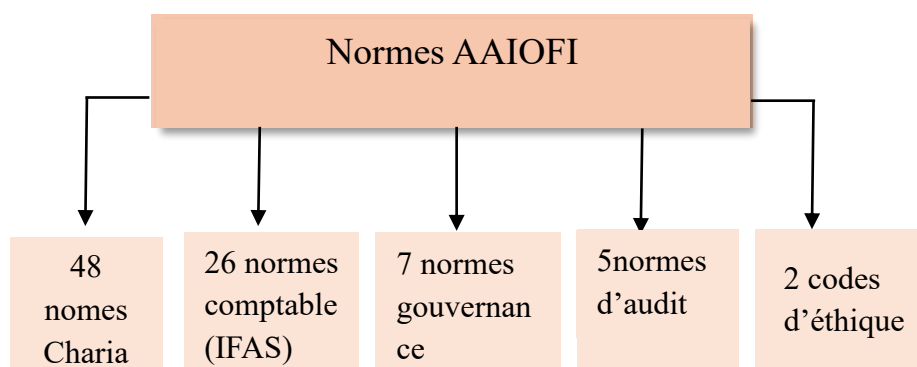 Normes AAIOFI
48
nomes
Charia
26 normes
comptable
(IFAS)
7 normes
gouvernan
ce
5normes
d’audit
2 codes
d’éthique